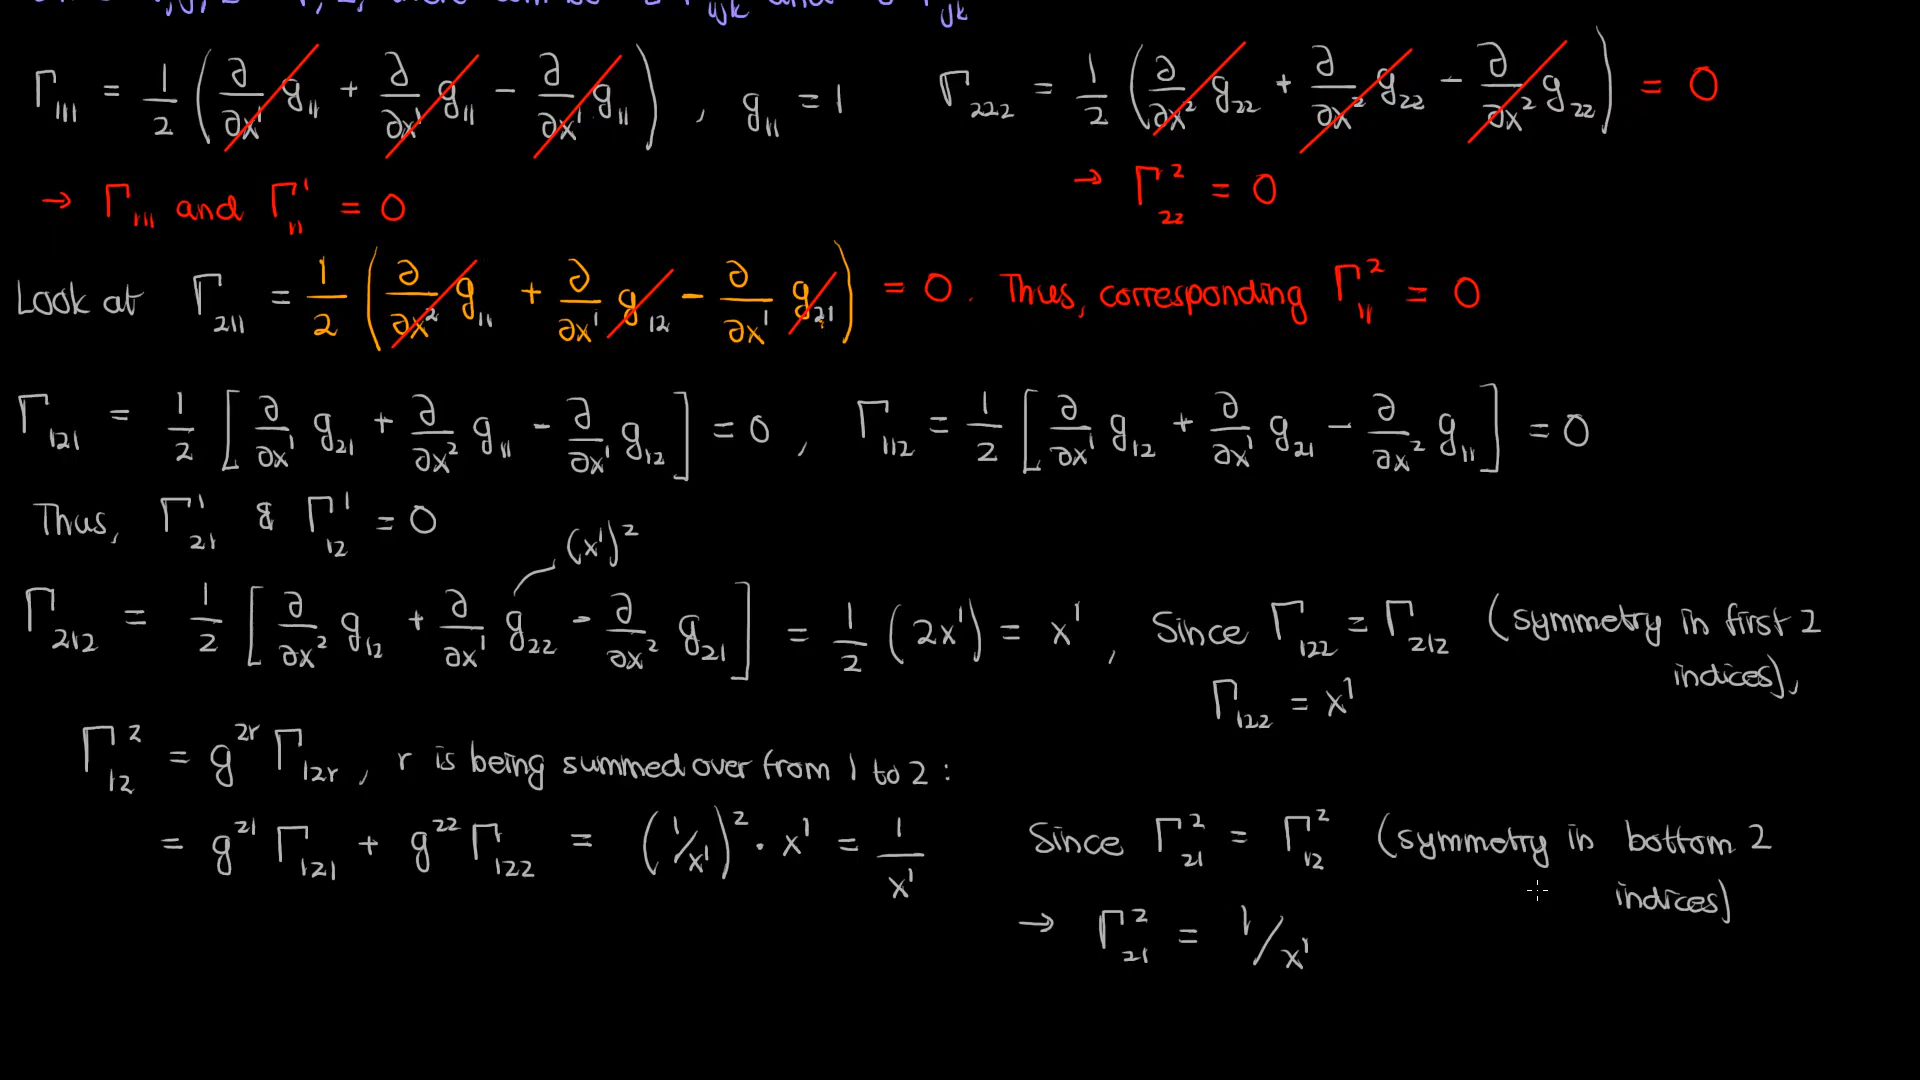 Γ₁₁₁ = 1/2 (∂/∂x¹ g₁₁ + ∂/∂x¹ g₁₁ − ∂/∂x¹ g₁₁), g₁₁ = 1
Γ₂₂₂ = 1/2 (∂/∂x² g₂₂ + ∂/∂x² g₂₂ − ∂/∂x² g₂₂) = 0
→ Γ₁₁₁ and Γ¹₁₁ = 0
→ Γ²₂₂ = 0
Look at Γ₂₁₁ = 1/2 (∂/∂x² g₁₁ + ∂/∂x¹ g₁₂ − ∂/∂x¹ g₂₁) = 0. Thus, corresponding Γ²₁₁ = 0
Γ₁₂₁ = 1/2 [∂/∂x¹ g₂₁ + ∂/∂x² g₁₁ − ∂/∂x¹ g₁₂] = 0, Γ₁₁₂ = 1/2 [∂/∂x¹ g₁₂ + ∂/∂x¹ g₂₁ − ∂/∂x² g₁₁] = 0
Thus, Γ¹₂₁ & Γ¹₁₂ = 0
(x¹)²
Γ₂₁₂ = 1/2 [∂/∂x² g₁₂ + ∂/∂x¹ g₂₂ − ∂/∂x² g₂₁] = 1/2 (2x¹) = x¹, Since Γ₁₂₂ = Γ₂₁₂ (symmetry in first 2
indices),
Γ₁₂₂ = x¹
Γ²₁₂ = g²ʳ Γ₁₂ᵣ, r is being summed over from 1 to 2:
= g²¹ Γ₁₂₁ + g²² Γ₁₂₂ = (1/x¹)² · x¹ = 1/x¹
Since Γ²₂₁ = Γ²₁₂ (symmetry in bottom 2
indices)
→ Γ²₂₁ = 1/x¹